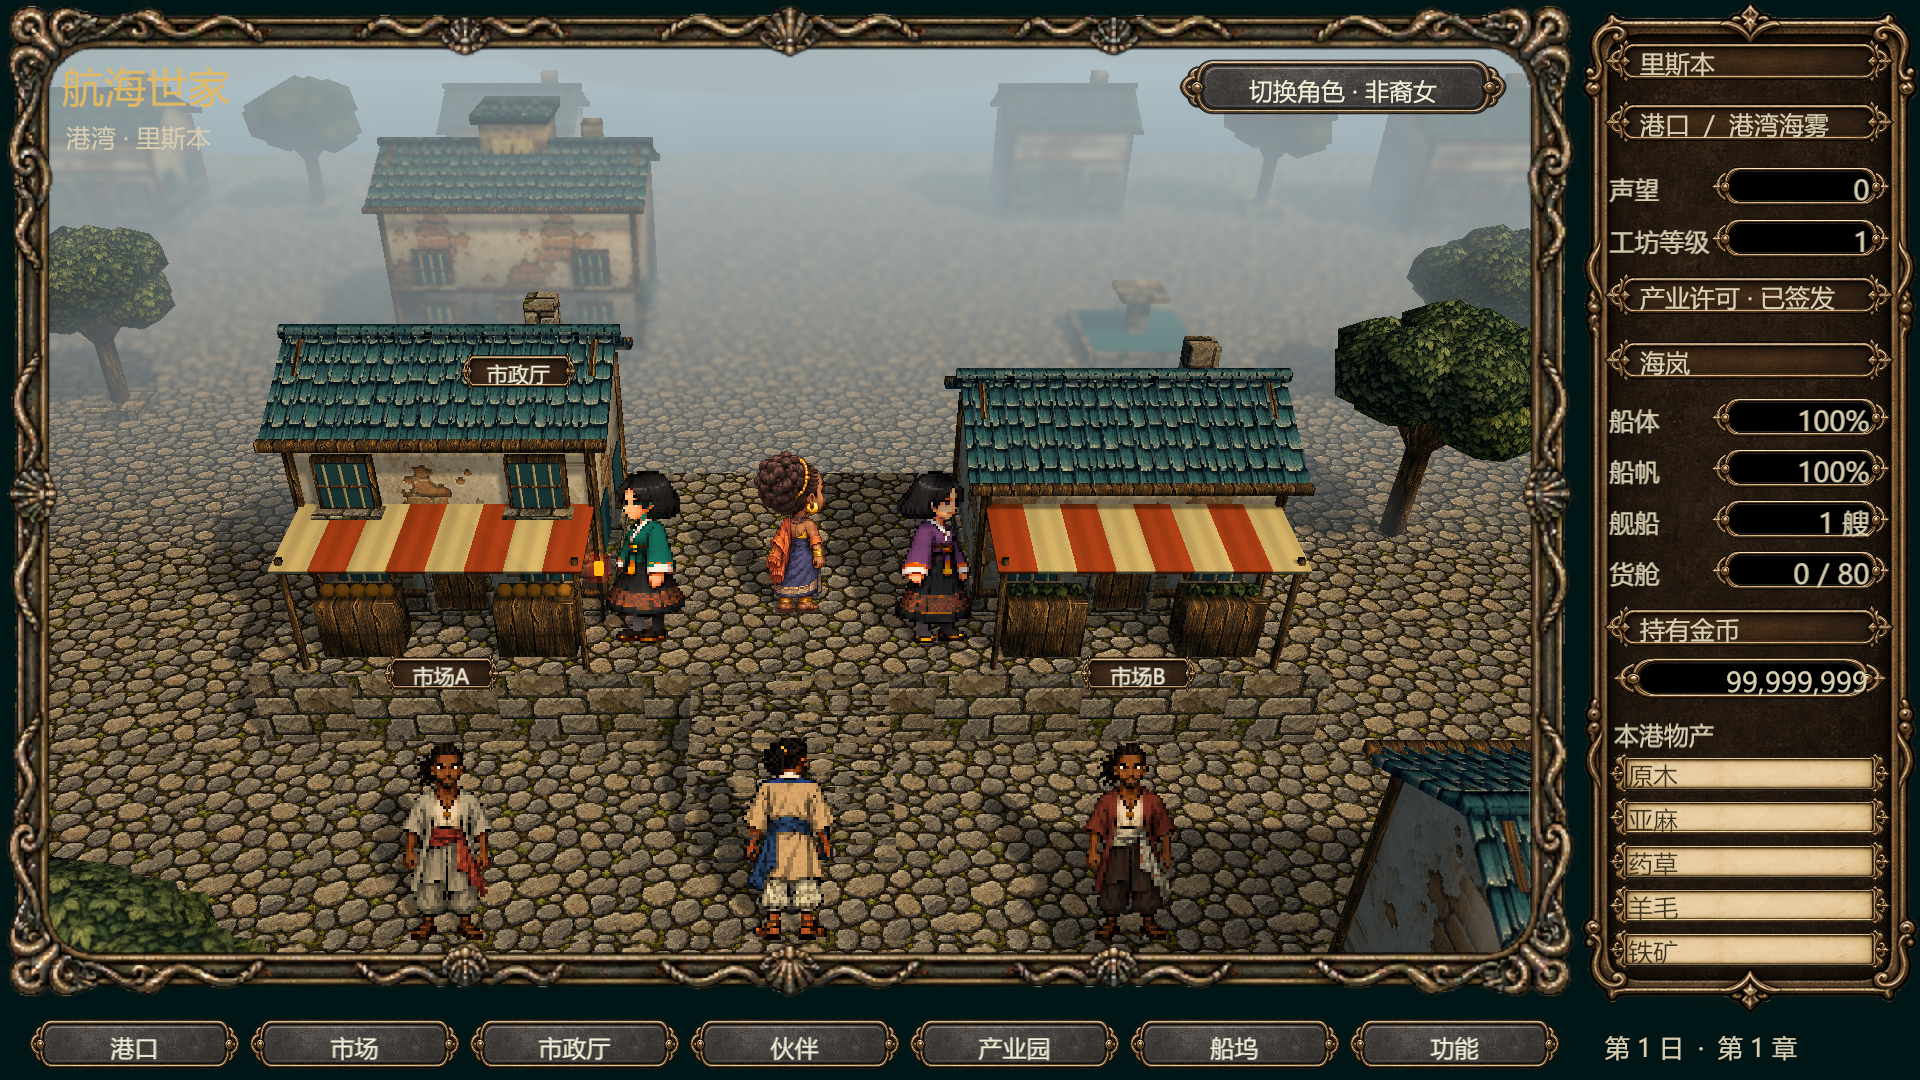 航海世家
港湾 · 里斯本
切换角色 · 非裔女
市政厅
市场A
市场B
里斯本
港口 / 港湾海雾
声望 0
工坊等级 1
产业许可 · 已签发
海岚
船体 100%
船帆 100%
舰船 1 艘
货舱 0 / 80
持有金币
99,999,999
本港物产
原木
亚麻
药草
羊毛
铁矿
港口
市场
市政厅
伙伴
产业园
船坞
功能
第 1 日 · 第 1 章